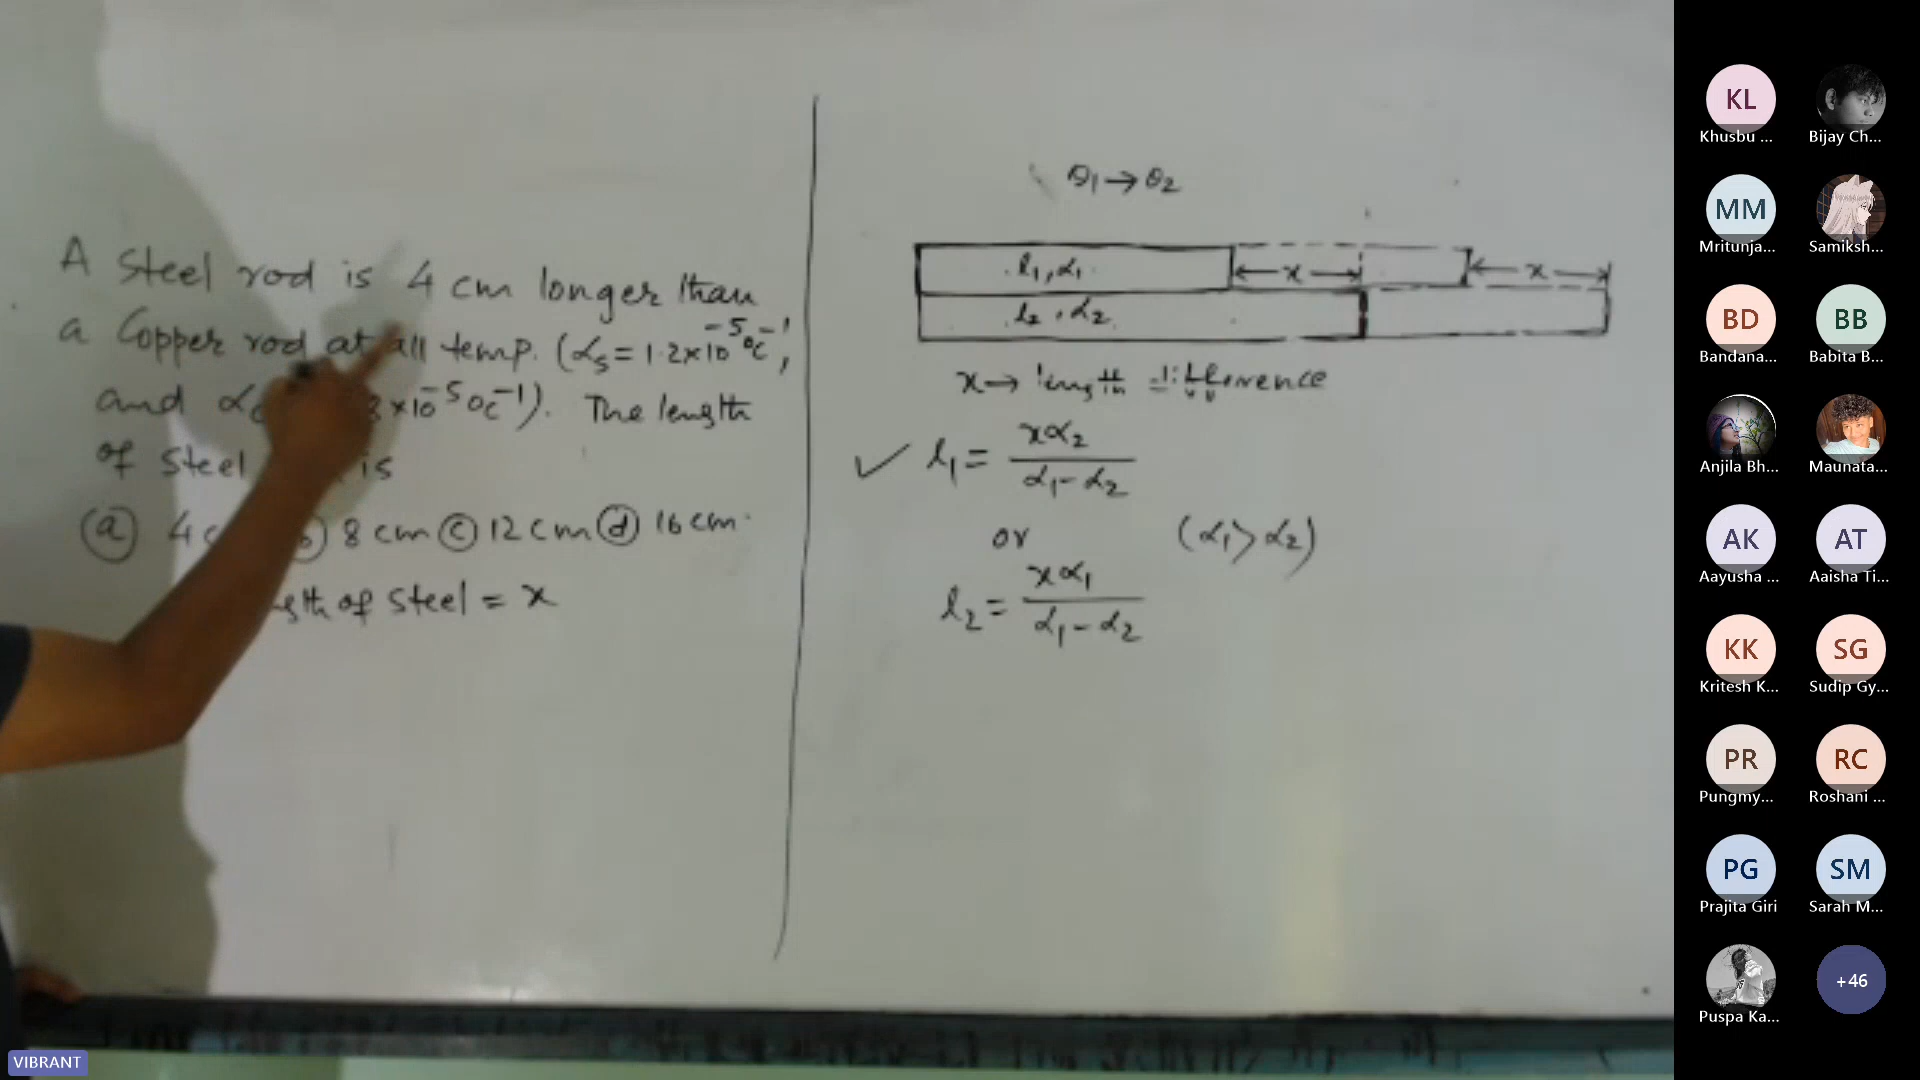 A steel rod is 4 cm longer than
a Copper rod at all temp. (αs = 1.2×10⁻⁵ °C⁻¹,
and α ×10⁻⁵ °C⁻¹). The length
of steel is
(a) 4 8 cm (c) 12 cm (d) 16 cm.
of steel = x
θ₁ → θ₂
l₁, α₁
x
x
l₂, α₂
x → length difference
✓ l₁ = xα₂ / α₁ - α₂
or (α₁ > α₂)
l₂ = xα₁ / α₁ - α₂
KL
Khusbu ...
Bijay Ch...
MM
Mritunja...
Samiksh...
BD
Bandana...
BB
Babita B...
Anjila Bh...
Maunata...
AK
Aayusha ...
AT
Aaisha Ti...
KK
Kritesh K...
SG
Sudip Gy...
PR
Pungmy...
RC
Roshani ...
PG
Prajita Giri
SM
Sarah M...
Puspa Ka...
+46
VIBRANT